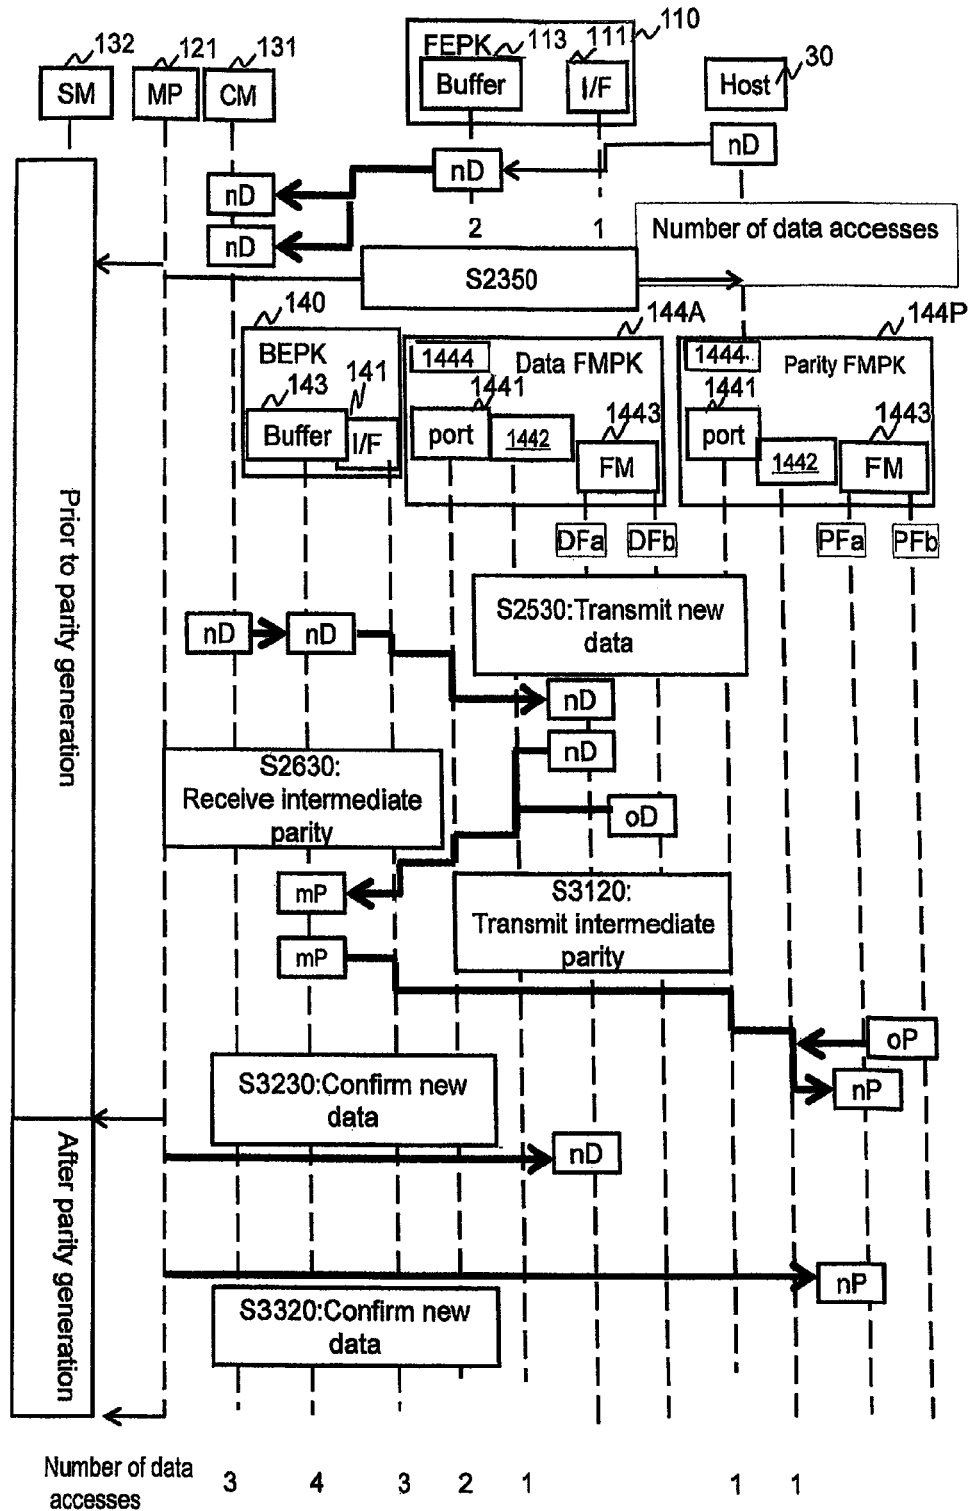 132
121
131
FEPK
113
111
110
30
SM
MP
CM
Buffer
I/F
Host
nD
nD
nD
nD
2
1
Number of data accesses
S2350
140
144A
144P
BEPK
143
141
1444
Data FMPK
1441
1443
1444
Parity FMPK
1441
1443
Buffer
I/F
port
1442
FM
port
1442
FM
DFa
DFb
PFa
PFb
Prior to parity generation
S2530:Transmit new
data
nD
nD
nD
nD
S2630:
Receive intermediate
parity
oD
mP
S3120:
Transmit intermediate
parity
mP
oP
nP
S3230:Confirm new
data
nD
After parity generation
nP
S3320:Confirm new
data
Number of data
accesses
3
4
3
2
1
1
1